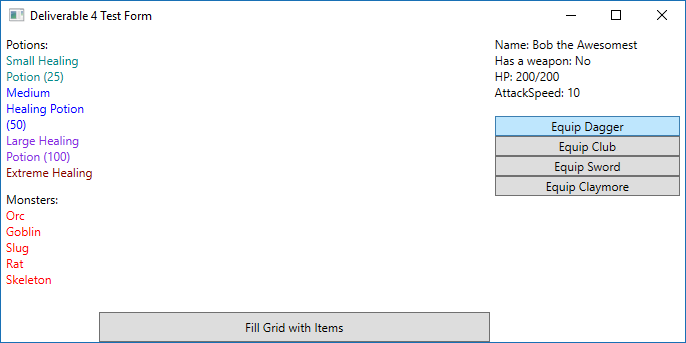 Deliverable 4 Test Form
Potions:
Small Healing
Potion (25)
Medium
Healing Potion
(50)
Large Healing
Potion (100)
Extreme Healing
Monsters:
Orc
Goblin
Slug
Rat
Skeleton
Name: Bob the Awesomest
Has a weapon: No
HP: 200/200
AttackSpeed: 10
Equip Dagger
Equip Club
Equip Sword
Equip Claymore
Fill Grid with Items